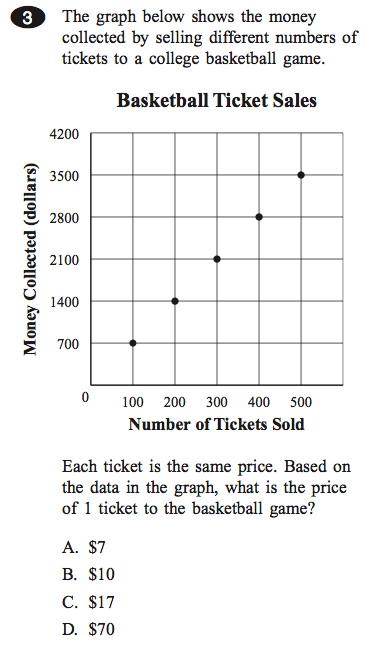 3 The graph below shows the money
collected by selling different numbers of
tickets to a college basketball game.
Basketball Ticket Sales
Money Collected (dollars)
4200
3500
2800
2100
1400
700
0
100 200 300 400 500
Number of Tickets Sold
Each ticket is the same price. Based on
the data in the graph, what is the price
of 1 ticket to the basketball game?
A. $7
B. $10
C. $17
D. $70